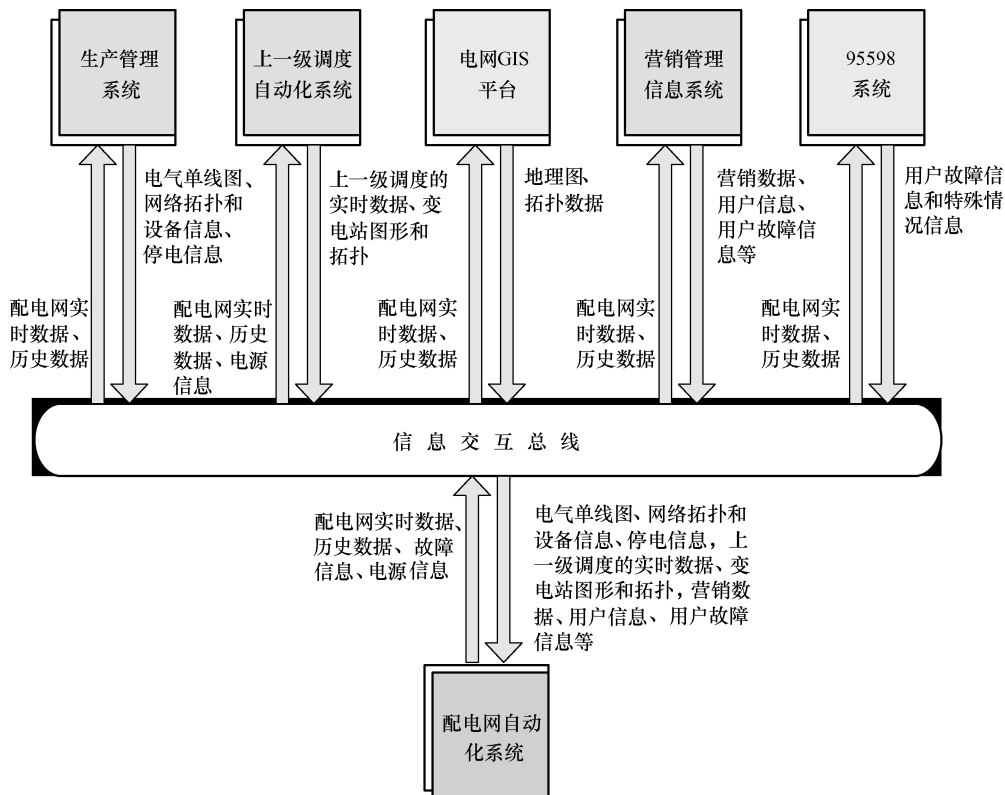 生产管理
系统
上一级调度
自动化系统
电网GIS
平台
营销管理
信息系统
95598
系统
电气单线图、
网络拓扑和
设备信息、
停电信息
上一级调度的
实时数据、变
电站图形和
拓扑
地理图、
拓扑数据
营销数据、
用户信息、
用户故障信
息等
用户故障信
息和特殊情
况信息
配电网实
时数据、
历史数据
配电网实时
数据、历史
数据、电源
信息
配电网实
时数据、
历史数据
配电网实
时数据、
历史数据
配电网实
时数据、
历史数据
信息交互总线
配电网实时数据、
历史数据、故障
信息、电源信息
电气单线图、网络拓扑和
设备信息、停电信息，上
一级调度的实时数据、变
电站图形和拓扑，营销数
据、用户信息、用户故障
信息等
配电网自动
化系统